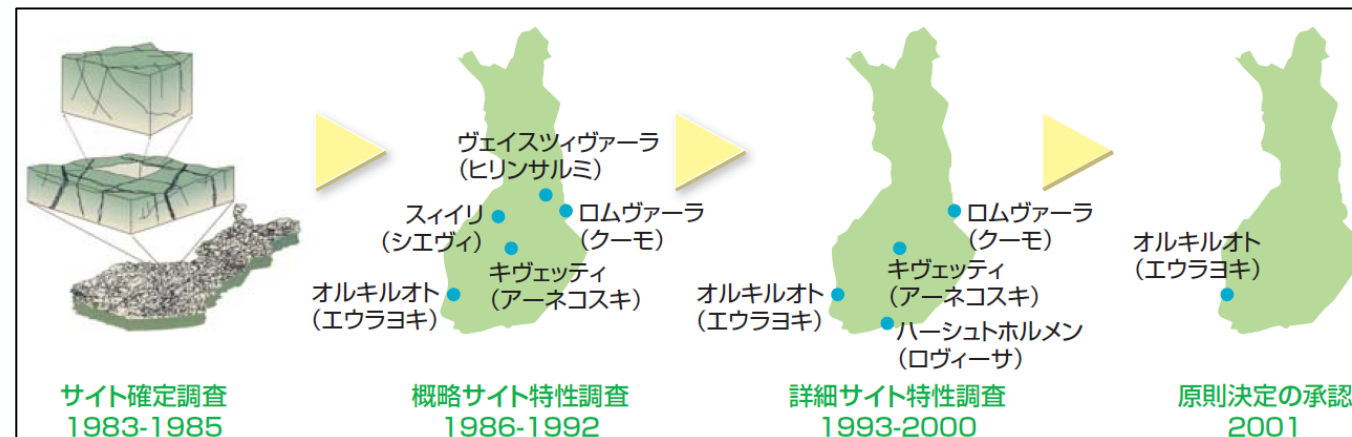 ヴェイスツィヴァーラ
（ヒリンサルミ）
スィイリ
（シエヴィ）
ロムヴァーラ
（クーモ）
キヴェッティ
（アーネコスキ）
オルキルオト
（エウラヨキ）
ロムヴァーラ
（クーモ）
キヴェッティ
（アーネコスキ）
オルキルオト
（エウラヨキ）
ハーシュトホルメン
（ロヴィーサ）
オルキルオト
（エウラヨキ）
サイト確定調査
1983-1985
概略サイト特性調査
1986-1992
詳細サイト特性調査
1993-2000
原則決定の承認
2001